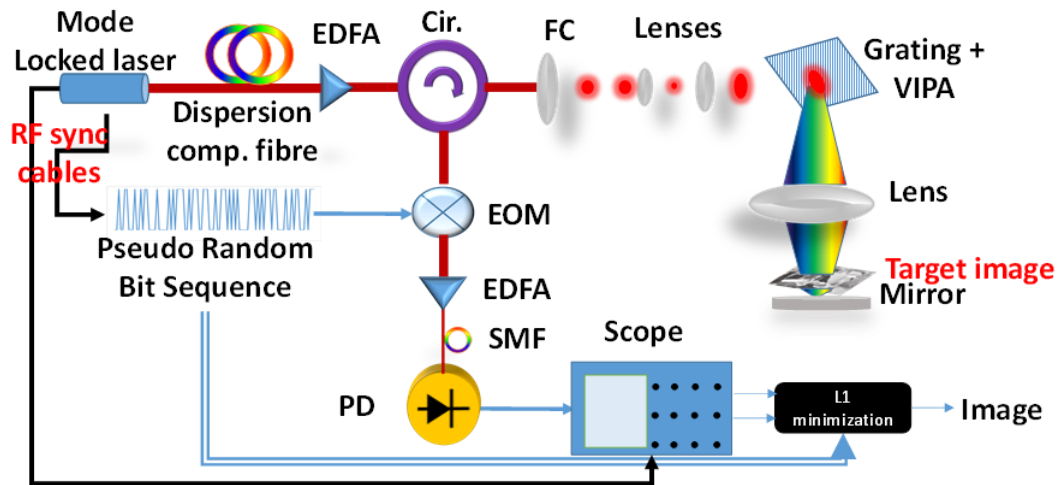 Mode
Locked laser
EDFA
Cir.
FC
Lenses
Grating +
VIPA
Dispersion
comp. fibre
RF sync
cables
Pseudo Random
Bit Sequence
EOM
Lens
Target image
Mirror
EDFA
SMF
Scope
PD
L1
minimization
Image